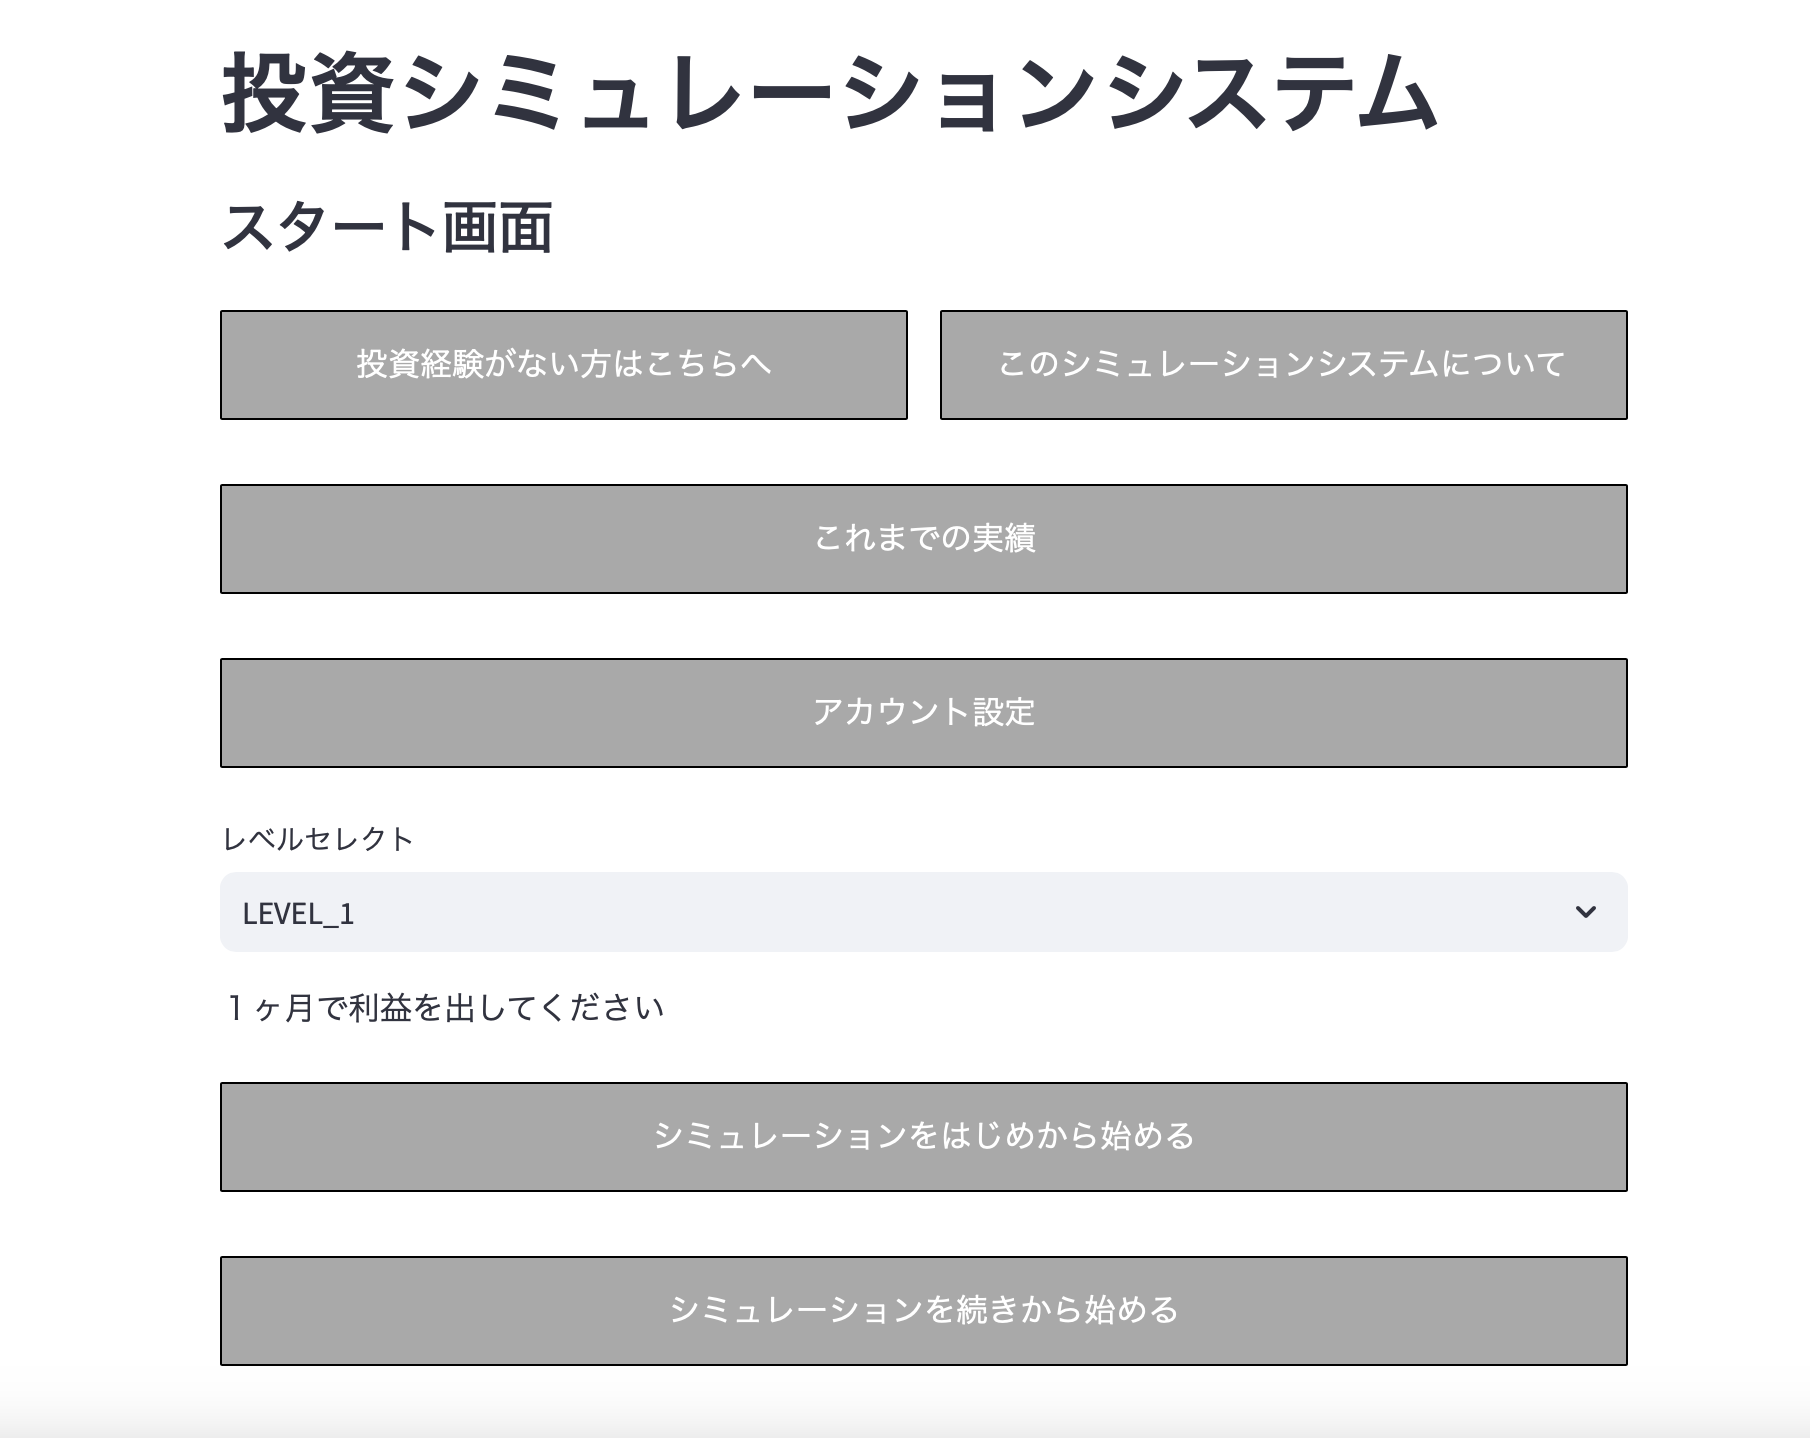 投資シミュレーションシステム
スタート画面
投資経験がない方はこちらへ
このシミュレーションシステムについて
これまでの実績
アカウント設定
レベルセレクト
LEVEL_1
１ヶ月で利益を出してください
シミュレーションをはじめから始める
シミュレーションを続きから始める